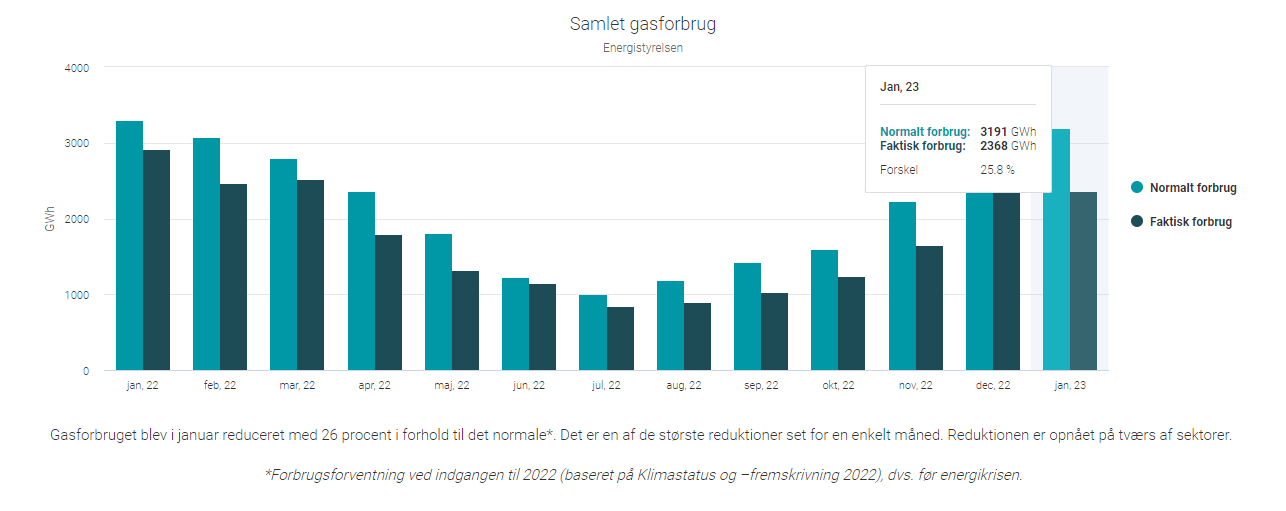 Samlet gasforbrug
Energistyrelsen
4000
3000
2000
1000
0
GWh
Jan, 23
Normalt forbrug: 3191 GWh
Faktisk forbrug: 2368 GWh
Forskel 25.8 %
Normalt forbrug
Faktisk forbrug
jan, 22 feb, 22 mar, 22 apr, 22 maj, 22 jun, 22 jul, 22 aug, 22 sep, 22 okt, 22 nov, 22 dec, 22 jan, 23
Gasforbruget blev i januar reduceret med 26 procent i forhold til det normale*. Det er en af de største reduktioner set for en enkelt måned. Reduktionen er opnået på tværs af sektorer.
*Forbrugsforventning ved indgangen til 2022 (baseret på Klimastatus og –fremskrivning 2022), dvs. før energikrisen.